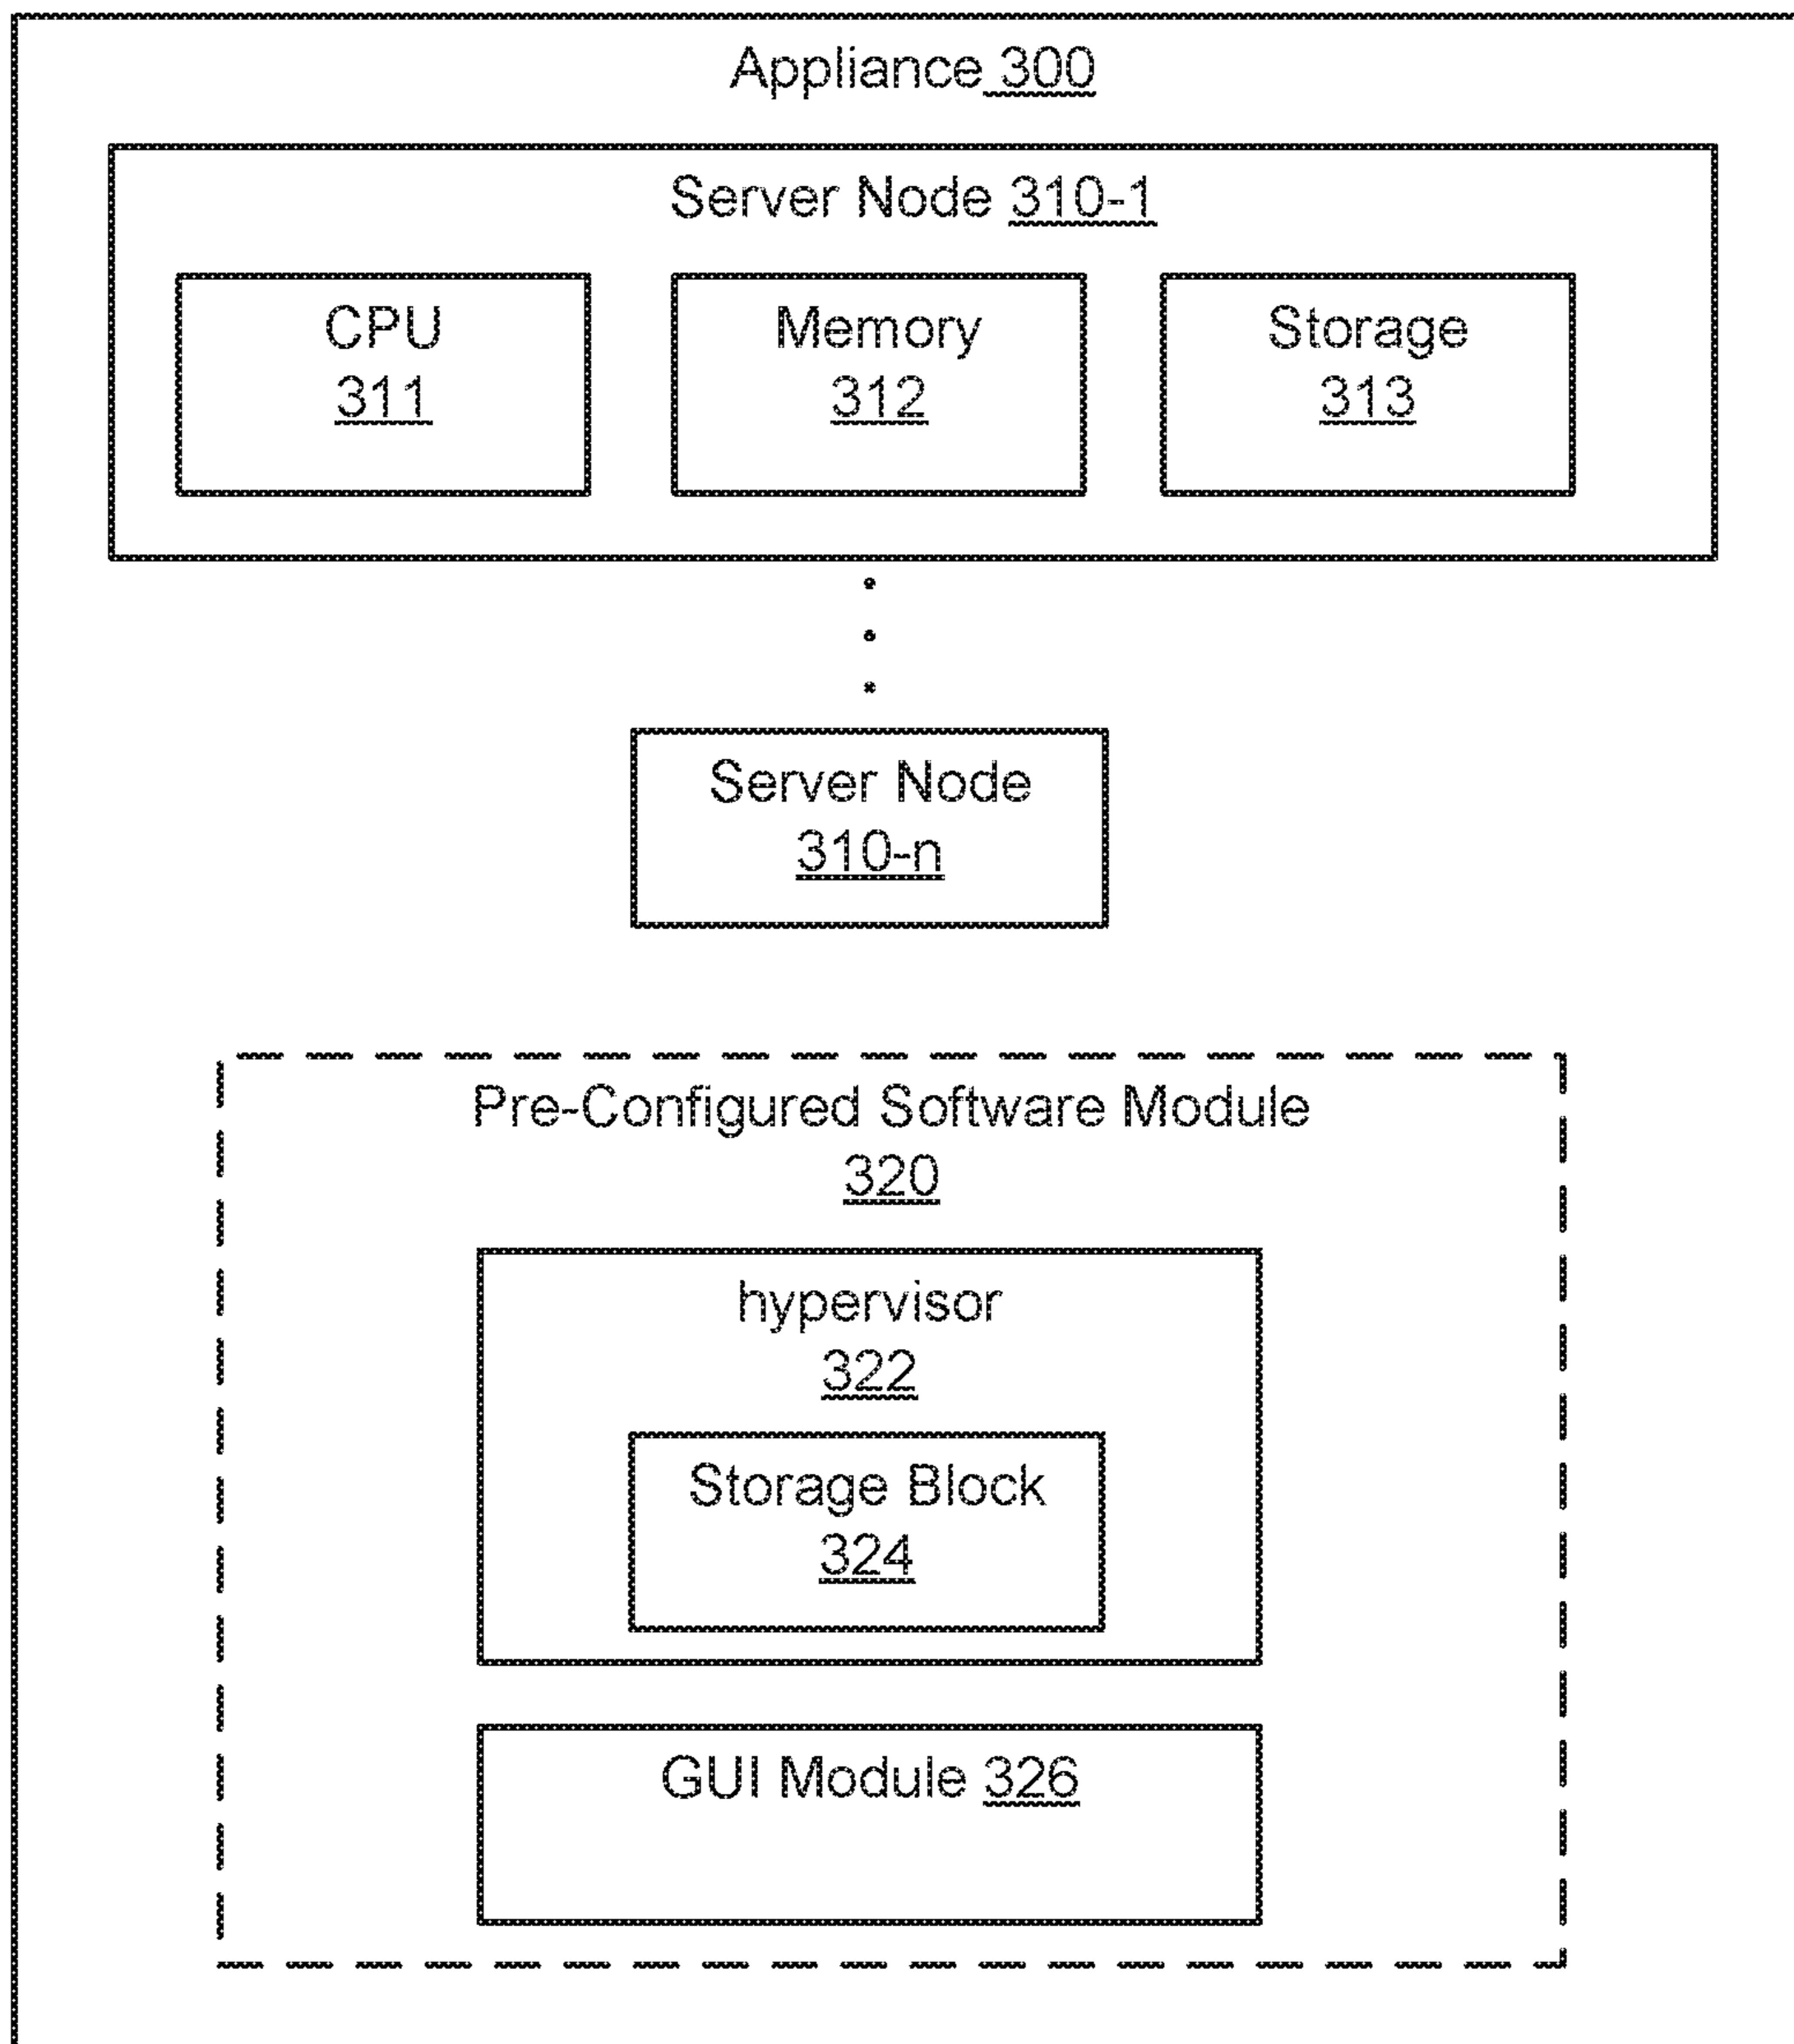 Appliance 300
Server Node 310-1
CPU
311
Memory
312
Storage
313
Server Node
310-n
Pre-Configured Software Module
320
hypervisor
322
Storage Block
324
GUI Module 326